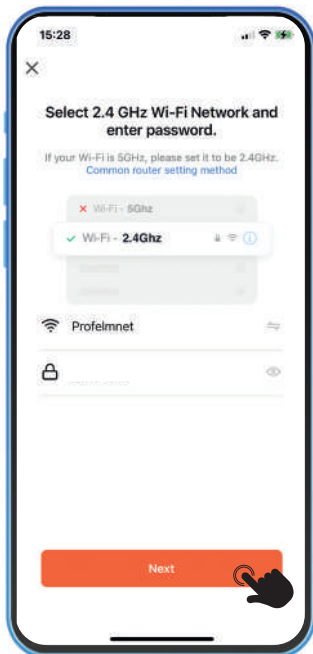 15:28
Select 2.4 GHz Wi-Fi Network and
enter password.
If your Wi-Fi is 5GHz, please set it to be 2.4GHz.
Common router setting method
Wi-Fi - 5Ghz
Wi-Fi - 2.4Ghz
Profelmnet
Next